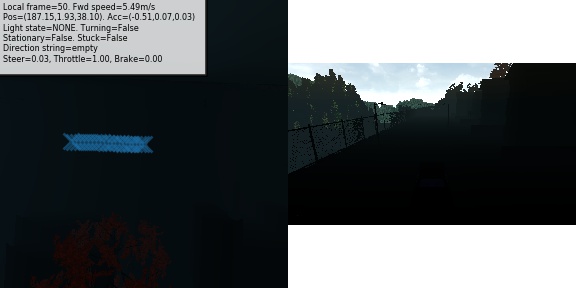 Local frame=50. Fwd speed=5.49m/s
Pos=(187.15,1.93,38.10). Acc=(-0.51,0.07,0.03)
Light state=NONE. Turning=False
Stationary=False. Stuck=False
Direction string=empty
Steer=0.03, Throttle=1.00, Brake=0.00